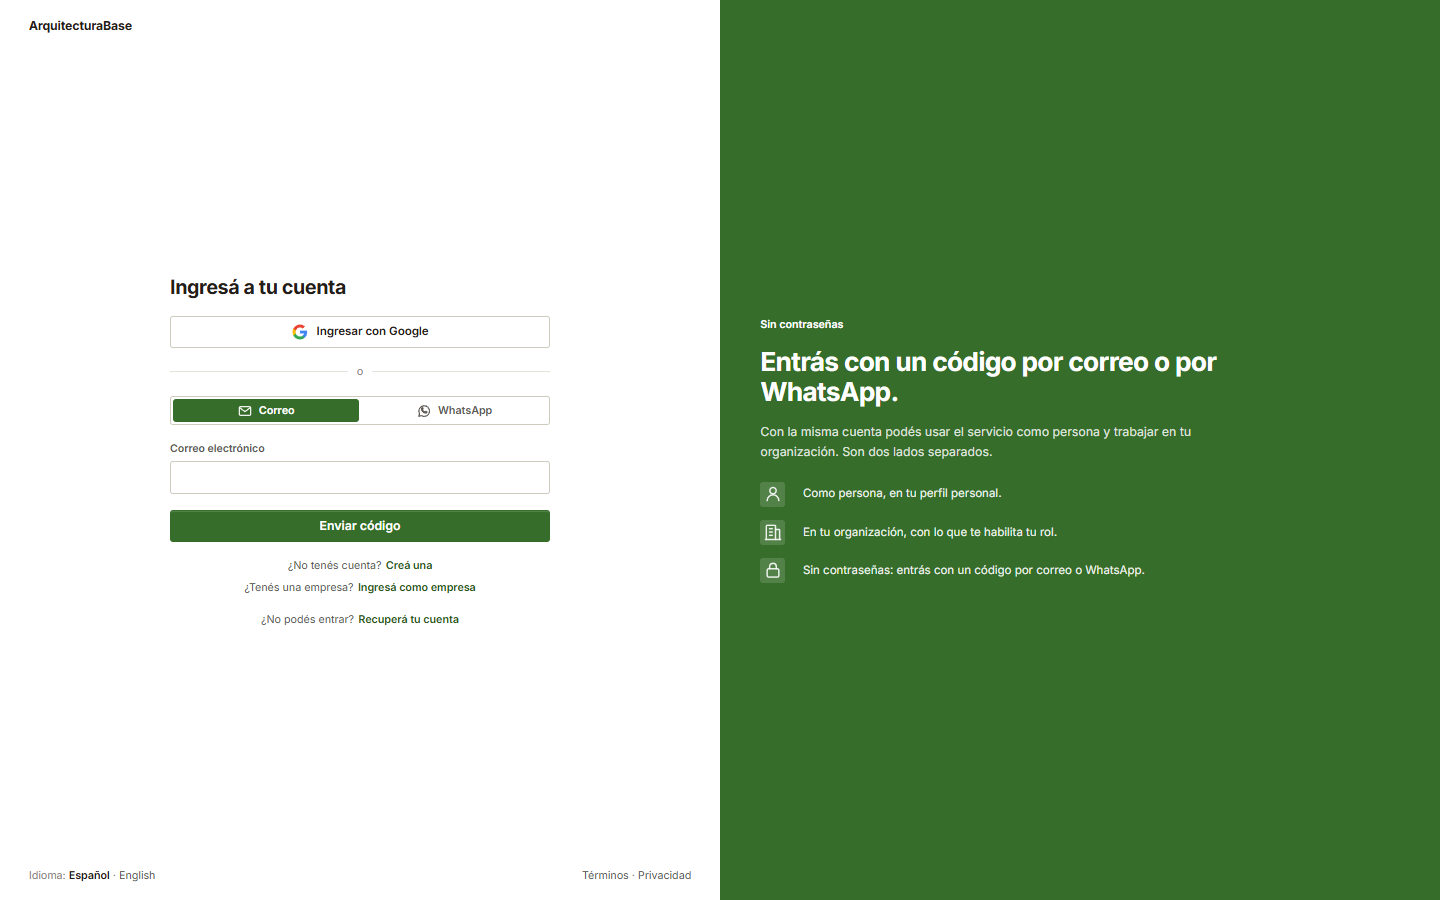 ArquitecturaBase
Ingresá a tu cuenta
Ingresar con Google
o
Correo
WhatsApp
Correo electrónico
Enviar código
¿No tenés cuenta? Creá una
¿Tenés una empresa? Ingresá como empresa
¿No podés entrar? Recuperá tu cuenta
Idioma: Español · English
Términos · Privacidad
Sin contraseñas
Entrás con un código por correo o por
WhatsApp.
Con la misma cuenta podés usar el servicio como persona y trabajar en tu
organización. Son dos lados separados.
Como persona, en tu perfil personal.
En tu organización, con lo que te habilita tu rol.
Sin contraseñas: entrás con un código por correo o WhatsApp.